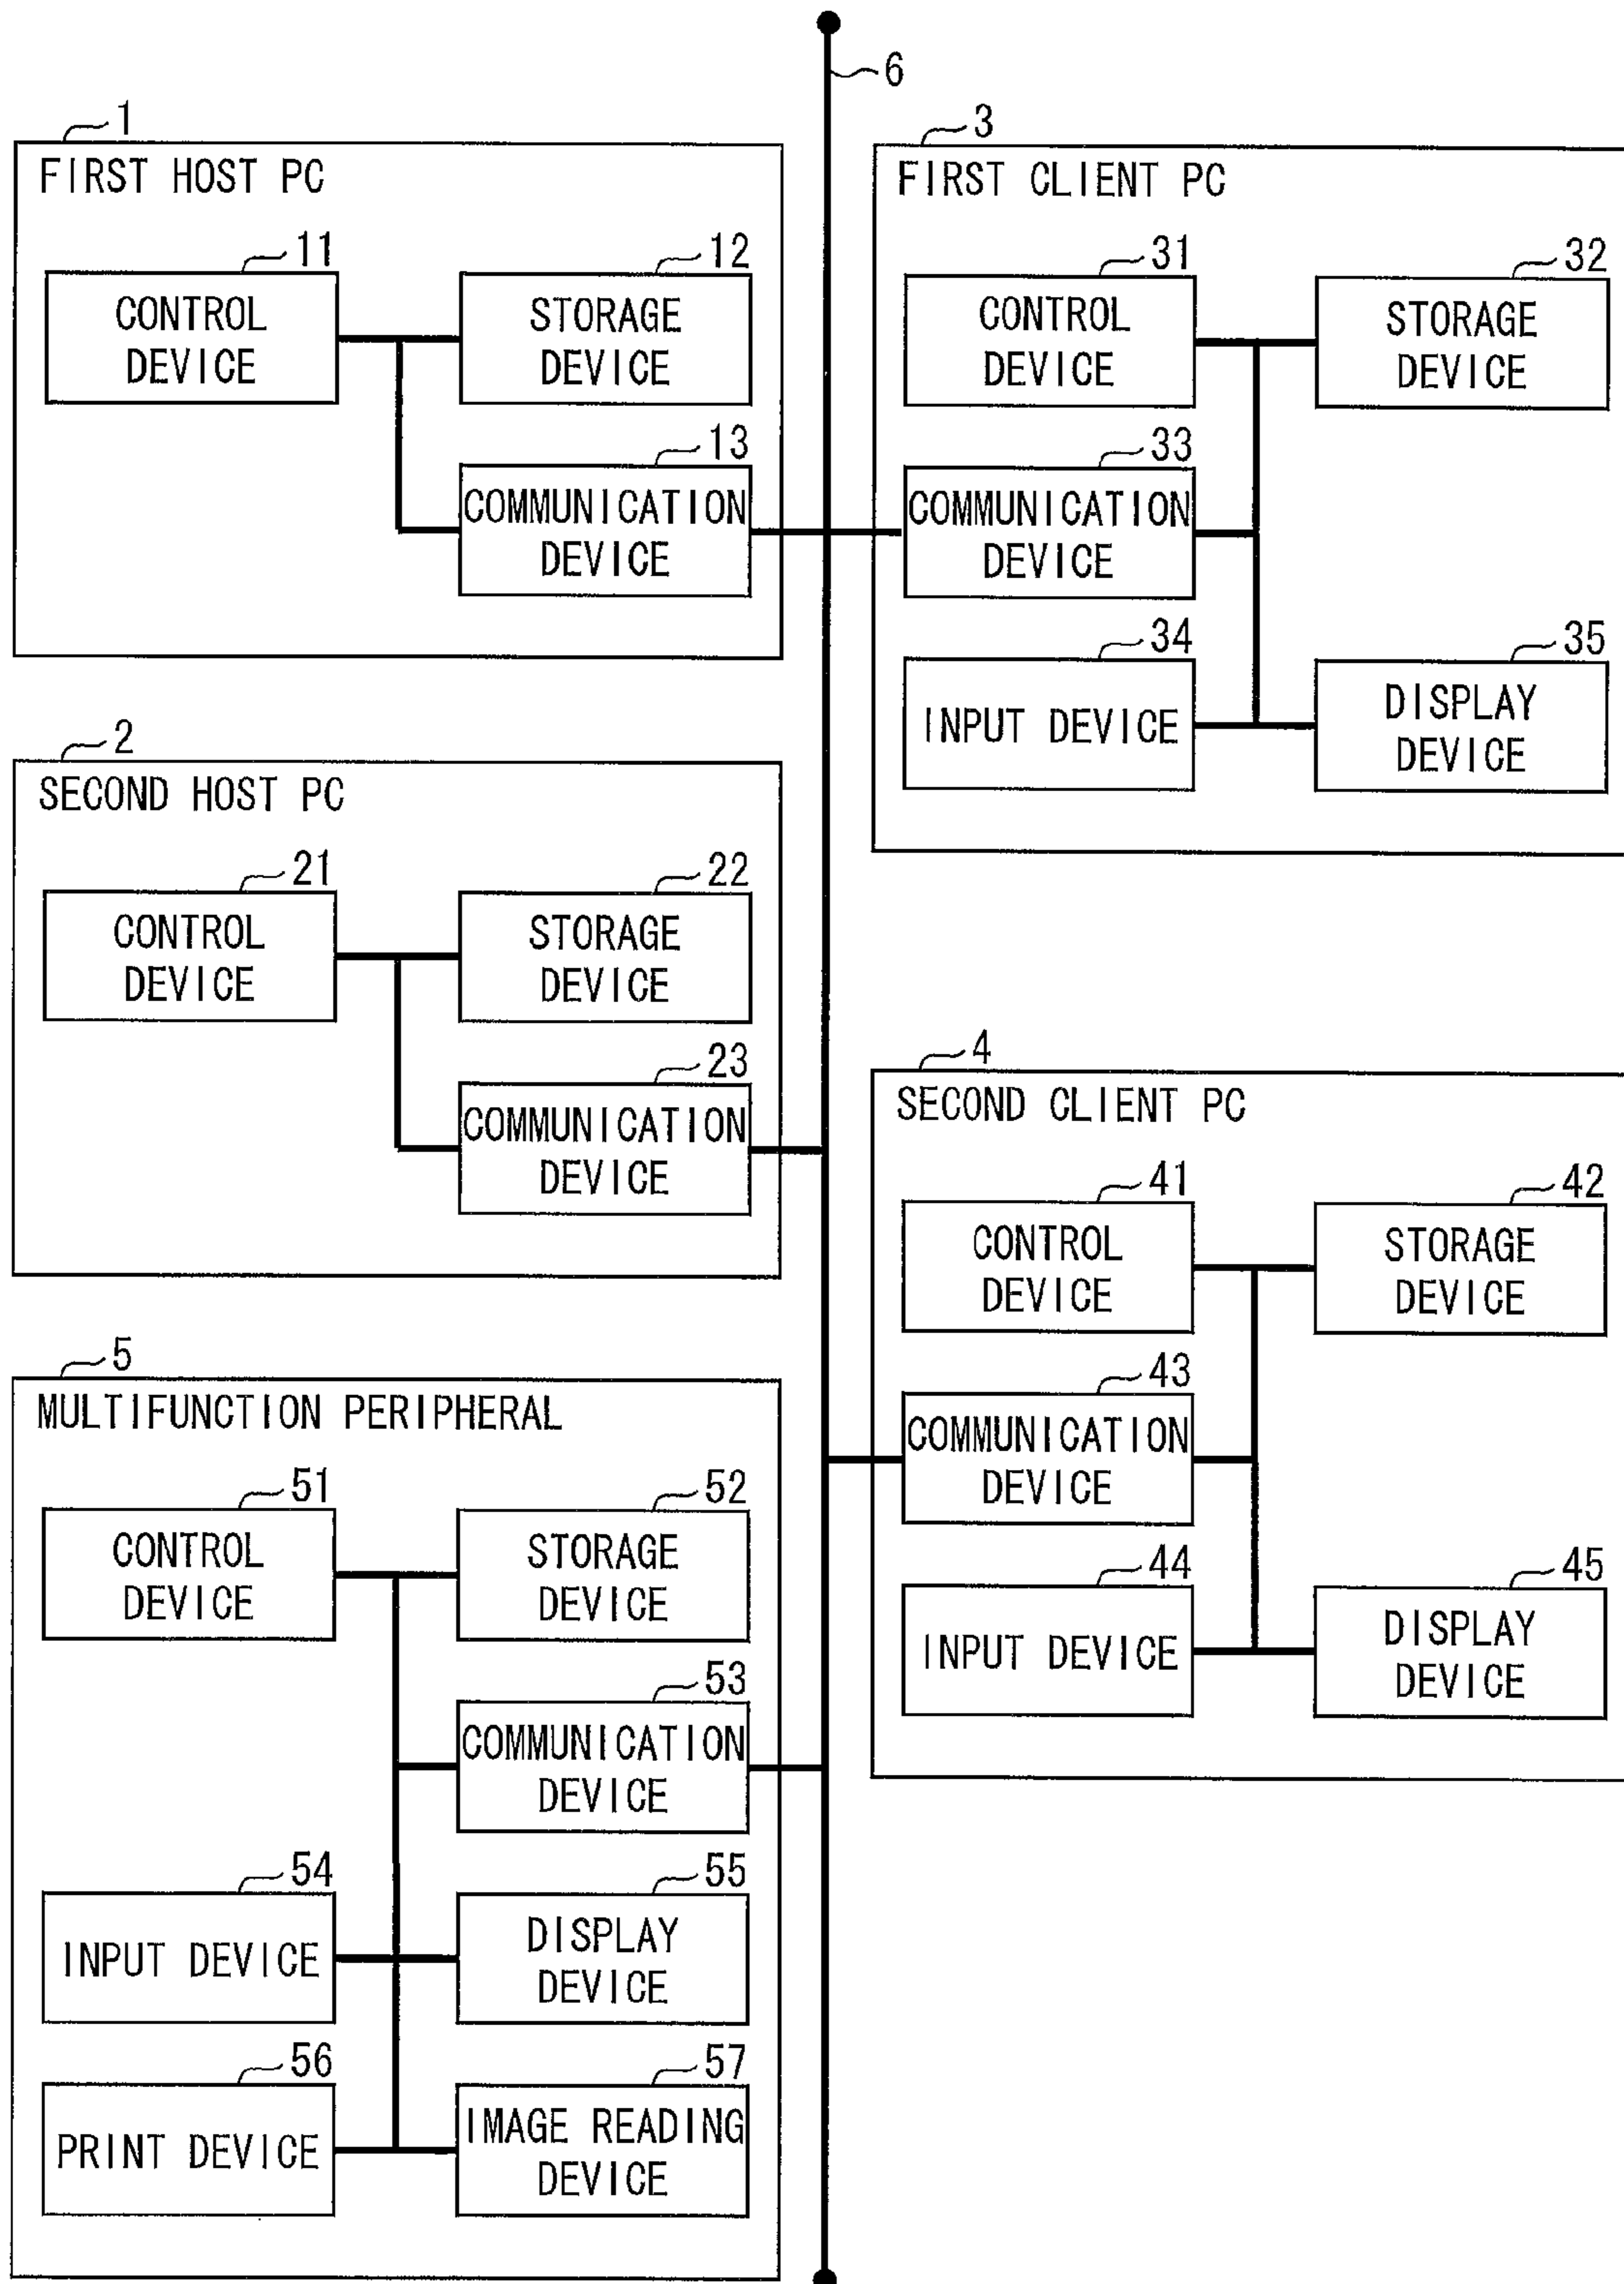 6
1
FIRST HOST PC
11
CONTROL
DEVICE
12
STORAGE
DEVICE
13
COMMUNICATION
DEVICE
3
FIRST CLIENT PC
31
CONTROL
DEVICE
32
STORAGE
DEVICE
33
COMMUNICATION
DEVICE
34
INPUT DEVICE
35
DISPLAY
DEVICE
2
SECOND HOST PC
21
CONTROL
DEVICE
22
STORAGE
DEVICE
23
COMMUNICATION
DEVICE
4
SECOND CLIENT PC
41
CONTROL
DEVICE
42
STORAGE
DEVICE
43
COMMUNICATION
DEVICE
44
INPUT DEVICE
45
DISPLAY
DEVICE
5
MULTIFUNCTION PERIPHERAL
51
CONTROL
DEVICE
52
STORAGE
DEVICE
53
COMMUNICATION
DEVICE
54
INPUT DEVICE
55
DISPLAY
DEVICE
56
PRINT DEVICE
57
IMAGE READING
DEVICE